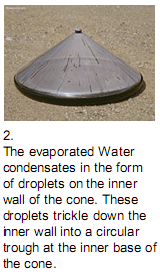 2.
The evaporated Water
condensates in the form
of droplets on the inner
wall of the cone. These
droplets trickle down the
inner wall into a circular
trough at the inner base of
the cone.